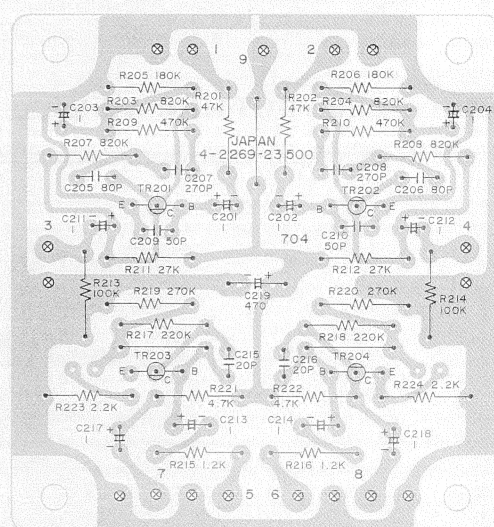 1 9 2
R205 180K R206 180K
R201 47K R202 47K
C203 1 R203 820K R204 820K C204 1
R209 470K R210 470K
R207 820K JAPAN R208 820K
4-2269-23 500
C205 80P C207 270P C208 270P C206 80P
TR201 TR202
E C B C201 1 C202 1 B C E
3 C211 1 C209 50P 704 C210 50P C212 1 4
R211 27K R212 27K
R213 100K R219 270K C219 470 R220 270K R214 100K
R217 220K R218 220K
TR203 C215 20P C216 20P TR204
E C B B C E
R223 2.2K R221 4.7K R222 4.7K R224 2.2K
C217 1 C213 1 C214 1 C218 1
7 R215 1.2K R216 1.2K 8
5 6